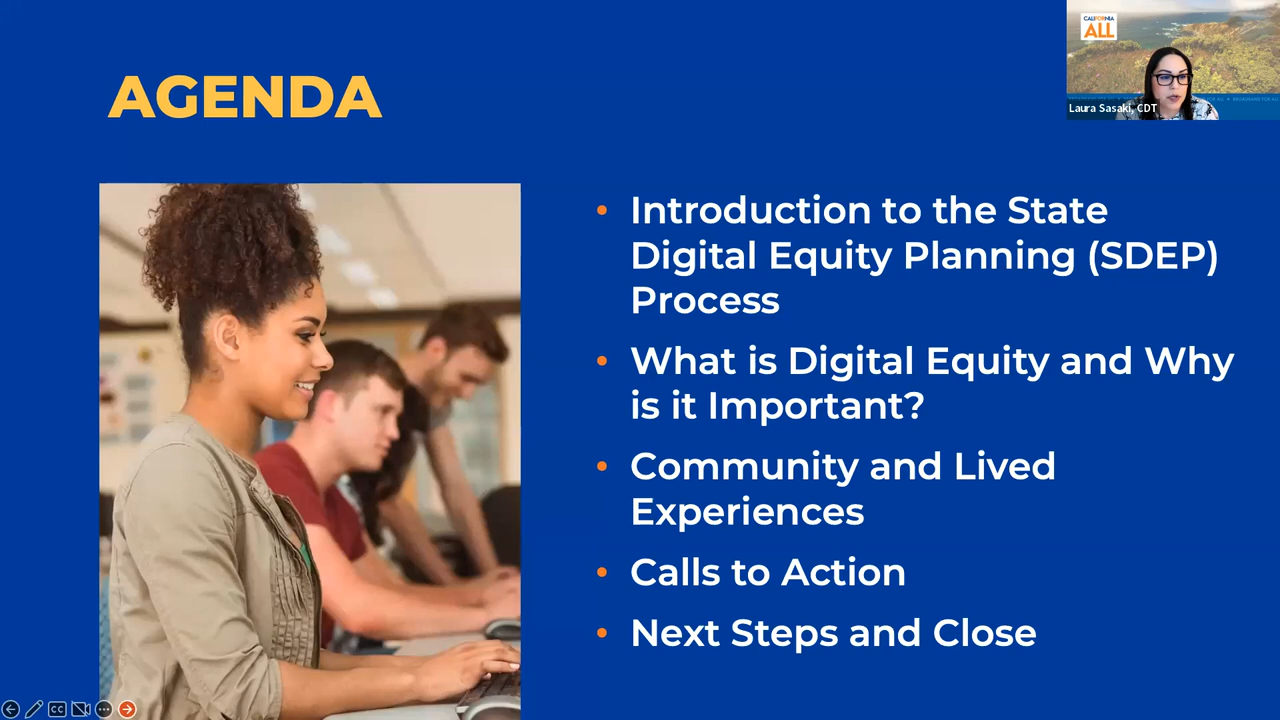 AGENDA
CALIFORNIA
ALL
Laura Sasaki, CDT
Introduction to the State
Digital Equity Planning (SDEP)
Process
What is Digital Equity and Why
is it Important?
Community and Lived
Experiences
Calls to Action
Next Steps and Close
CC